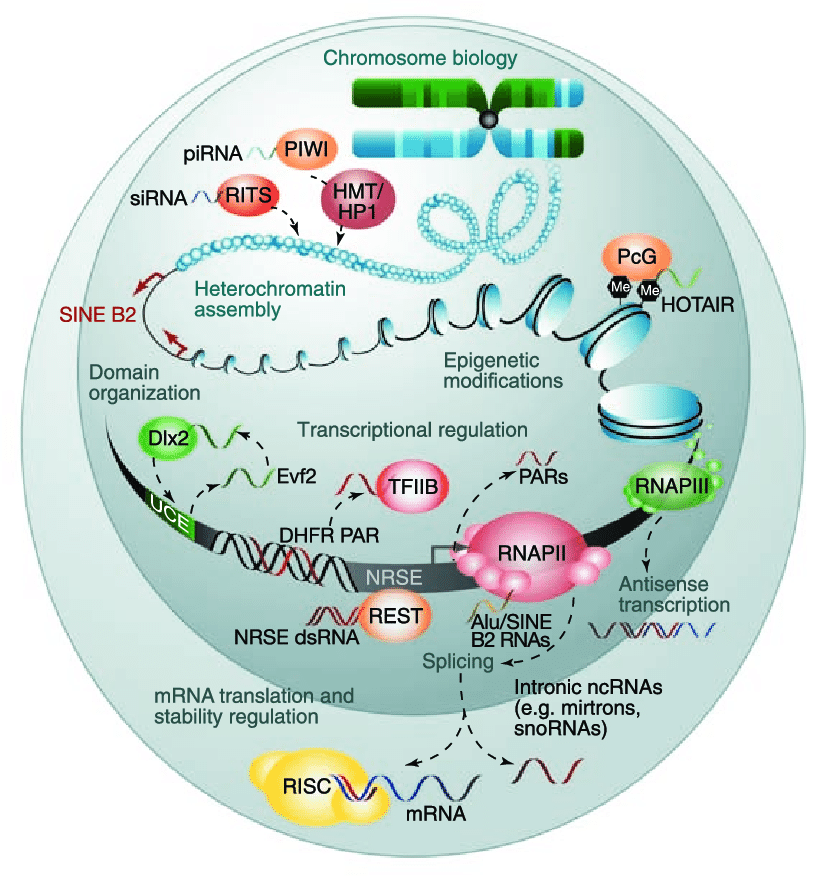 Chromosome biology
piRNA
PIWI
siRNA
RITS
HMT/
HP1
PcG
Me
Me
HOTAIR
SINE B2
Heterochromatin
assembly
Epigenetic
modifications
Domain
organization
Dlx2
Evf2
UCE
Transcriptional regulation
TFIIB
DHFR PAR
PARs
RNAPIII
RNAPII
NRSE
REST
NRSE dsRNA
Alu/SINE
B2 RNAs
Antisense
transcription
Splicing
Intronic ncRNAs
(e.g. mirtrons,
snoRNAs)
mRNA translation and
stability regulation
RISC
mRNA